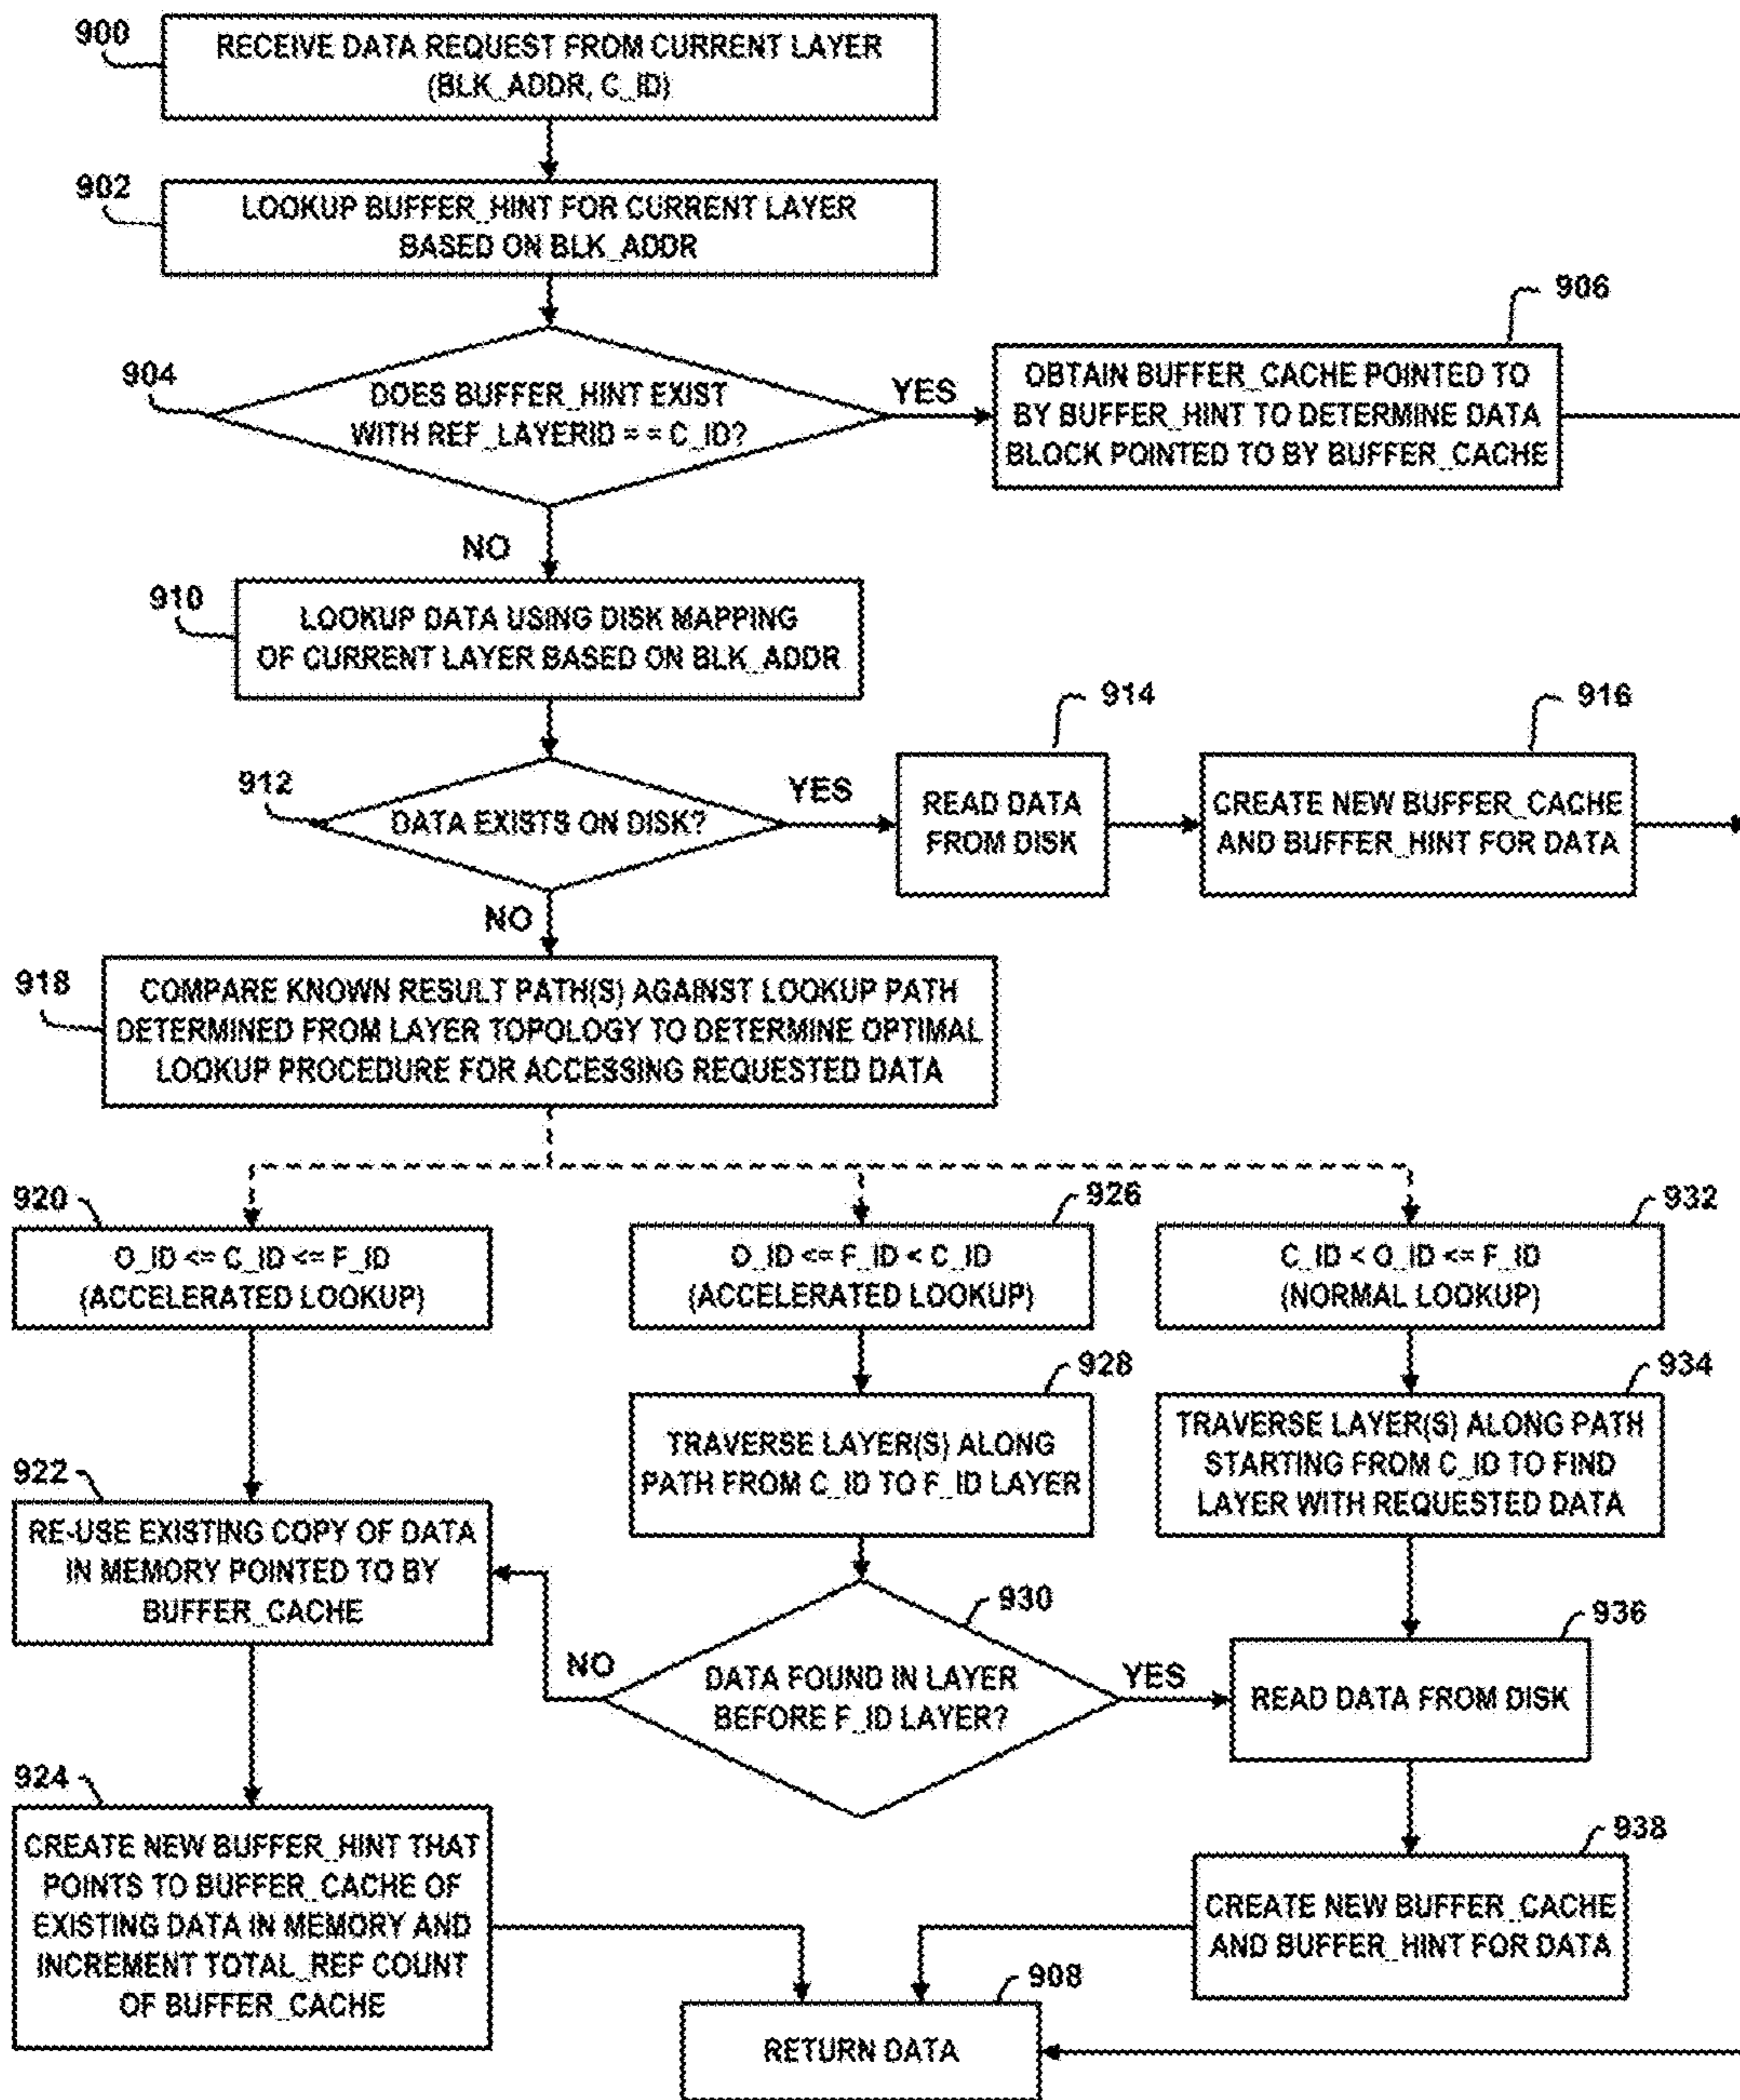 900
RECEIVE DATA REQUEST FROM CURRENT LAYER
(BLK_ADDR, C_ID)
902
LOOKUP BUFFER_HINT FOR CURRENT LAYER
BASED ON BLK_ADDR
904
DOES BUFFER_HINT EXIST
WITH REF_LAYERID = = C_ID?
YES
906
OBTAIN BUFFER_CACHE POINTED TO
BY BUFFER_HINT TO DETERMINE DATA
BLOCK POINTED TO BY BUFFER_CACHE
NO
910
LOOKUP DATA USING DISK MAPPING
OF CURRENT LAYER BASED ON BLK_ADDR
912
DATA EXISTS ON DISK?
YES
914
READ DATA
FROM DISK
916
CREATE NEW BUFFER_CACHE
AND BUFFER_HINT FOR DATA
NO
918
COMPARE KNOWN RESULT PATH(S) AGAINST LOOKUP PATH
DETERMINED FROM LAYER TOPOLOGY TO DETERMINE OPTIMAL
LOOKUP PROCEDURE FOR ACCESSING REQUESTED DATA
920
O_ID <= C_ID <= F_ID
(ACCELERATED LOOKUP)
926
O_ID <= F_ID < C_ID
(ACCELERATED LOOKUP)
932
C_ID < O_ID <= F_ID
(NORMAL LOOKUP)
922
RE-USE EXISTING COPY OF DATA
IN MEMORY POINTED TO BY
BUFFER_CACHE
928
TRAVERSE LAYER(S) ALONG
PATH FROM C_ID TO F_ID LAYER
934
TRAVERSE LAYER(S) ALONG PATH
STARTING FROM C_ID TO FIND
LAYER WITH REQUESTED DATA
930
DATA FOUND IN LAYER
BEFORE F_ID LAYER?
NO
YES
936
READ DATA FROM DISK
924
CREATE NEW BUFFER_HINT THAT
POINTS TO BUFFER_CACHE OF
EXISTING DATA IN MEMORY AND
INCREMENT TOTAL_REF COUNT
OF BUFFER_CACHE
938
CREATE NEW BUFFER_CACHE
AND BUFFER_HINT FOR DATA
908
RETURN DATA